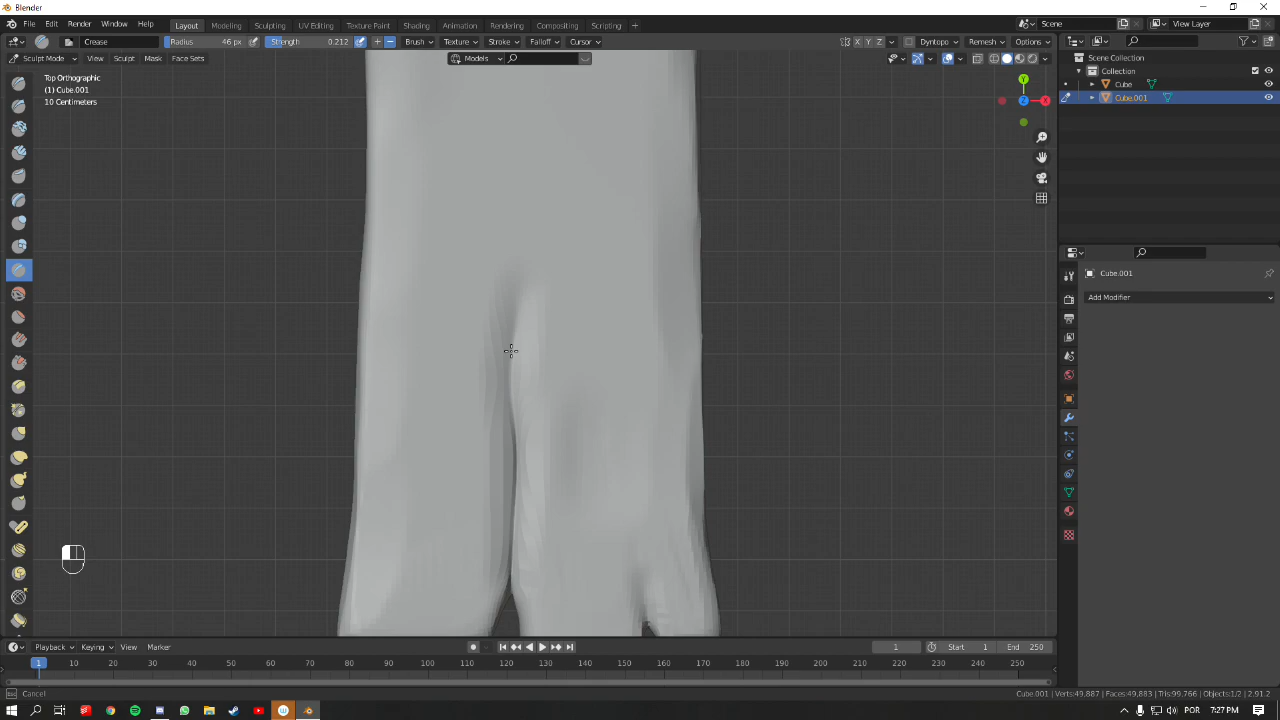 Blender
File Edit Render Window Help Layout Modeling Sculpting UV Editing Texture Paint Shading Animation Rendering Compositing Scripting + Scene View Layer
Crease Radius 46 px Strength 0.212 Brush Texture Stroke Falloff Cursor X Y Z Dyntopo Remesh Options
Sculpt Mode View Sculpt Mask Face Sets Models
Scene Collection
Collection
Cube
Cube.001
Top Orthographic
(1) Cube.001
10 Centimeters
Y
Z
X
Cube.001
Add Modifier
Playback Keying View Marker 1 Start 1 End 250
1 10 20 30 40 50 60 70 80 90 100 110 120 130 140 150 160 170 180 190 200 210 220 230 240 250
Cancel Cube.001 | Verts:49,887 | Faces:49,883 | Tris:99,766 | Objects:1/2 | 2.91.2
POR 7:27 PM